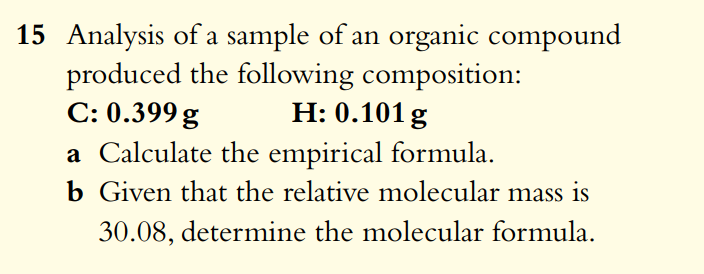 15 Analysis of a sample of an organic compound
produced the following composition:
C: 0.399 g H: 0.101 g
a Calculate the empirical formula.
b Given that the relative molecular mass is
30.08, determine the molecular formula.